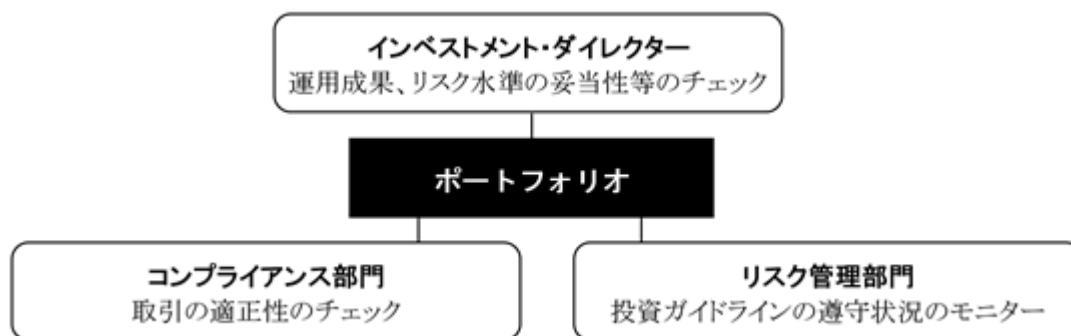 インベストメント・ダイレクター
運用成果、リスク水準の妥当性等のチェック
ポートフォリオ
コンプライアンス部門
取引の適正性のチェック
リスク管理部門
投資ガイドラインの遵守状況のモニター